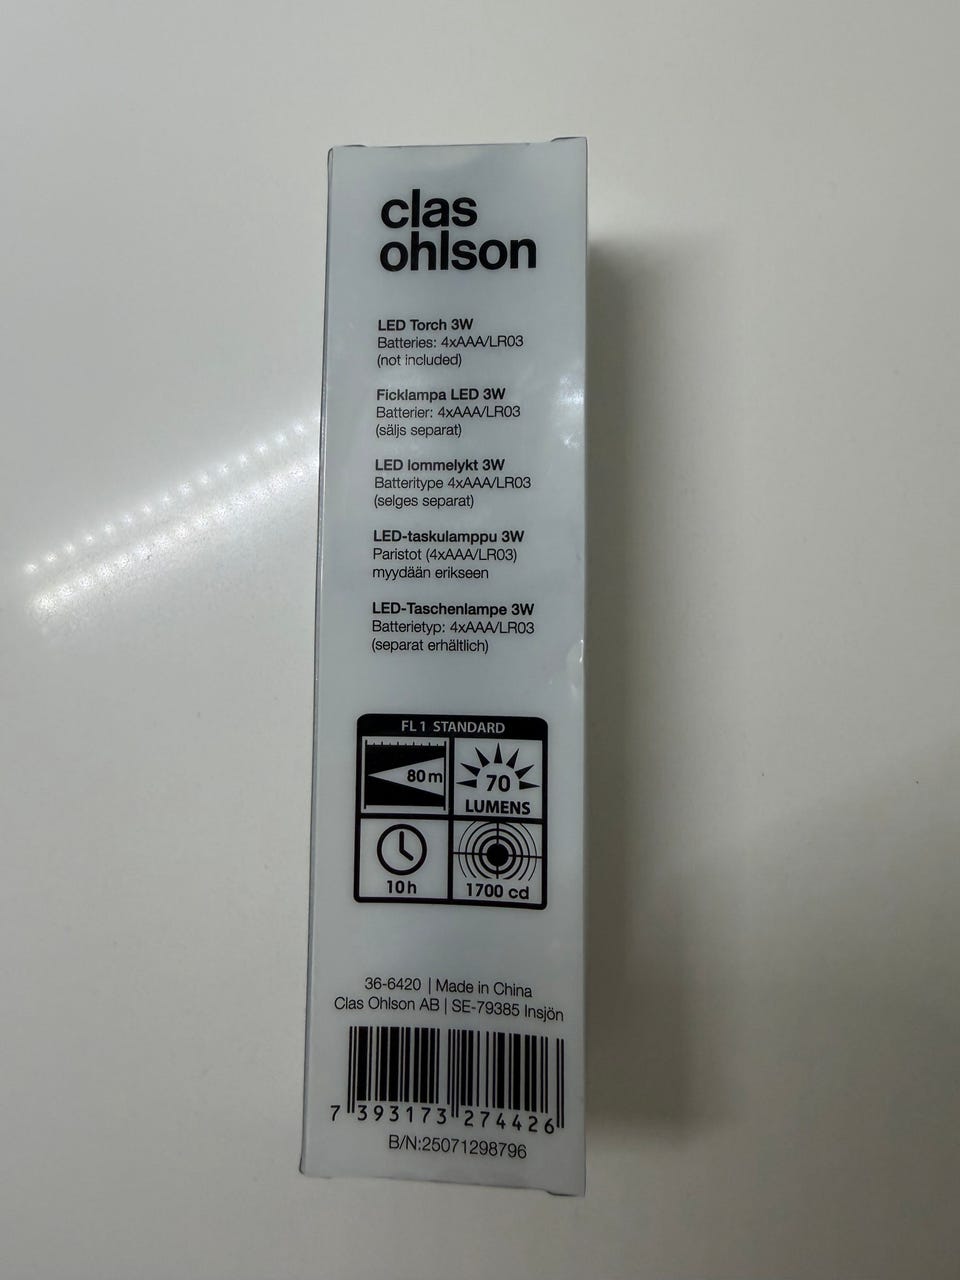 clas
ohlson
LED Torch 3W
Batteries: 4xAAA/LR03
(not included)
Ficklampa LED 3W
Batterier: 4xAAA/LR03
(säljs separat)
LED lommelykt 3W
Batteritype 4xAAA/LR03
(selges separat)
LED-taskulamppu 3W
Paristot (4xAAA/LR03)
myydään erikseen
LED-Taschenlampe 3W
Batterietyp: 4xAAA/LR03
(separat erhältlich)
FL 1 STANDARD
80 m
70
LUMENS
10 h
1700 cd
36-6420 | Made in China
Clas Ohlson AB | SE-79385 Insjön
7 393173 274426
B/N:25071298796